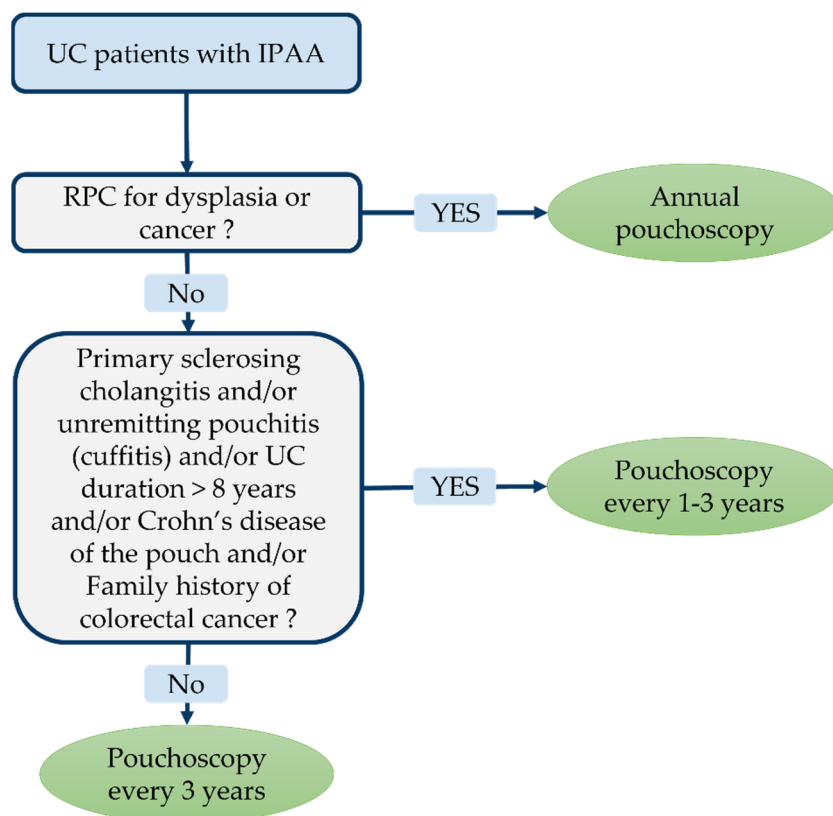 UC patients with IPAA
RPC for dysplasia or
cancer ?
YES
Annual
pouchoscopy
No
Primary sclerosing
cholangitis and/or
unremitting pouchitis
(cuffitis) and/or UC
duration > 8 years
and/or Crohn’s disease
of the pouch and/or
Family history of
colorectal cancer ?
YES
Pouchoscopy
every 1-3 years
No
Pouchoscopy
every 3 years